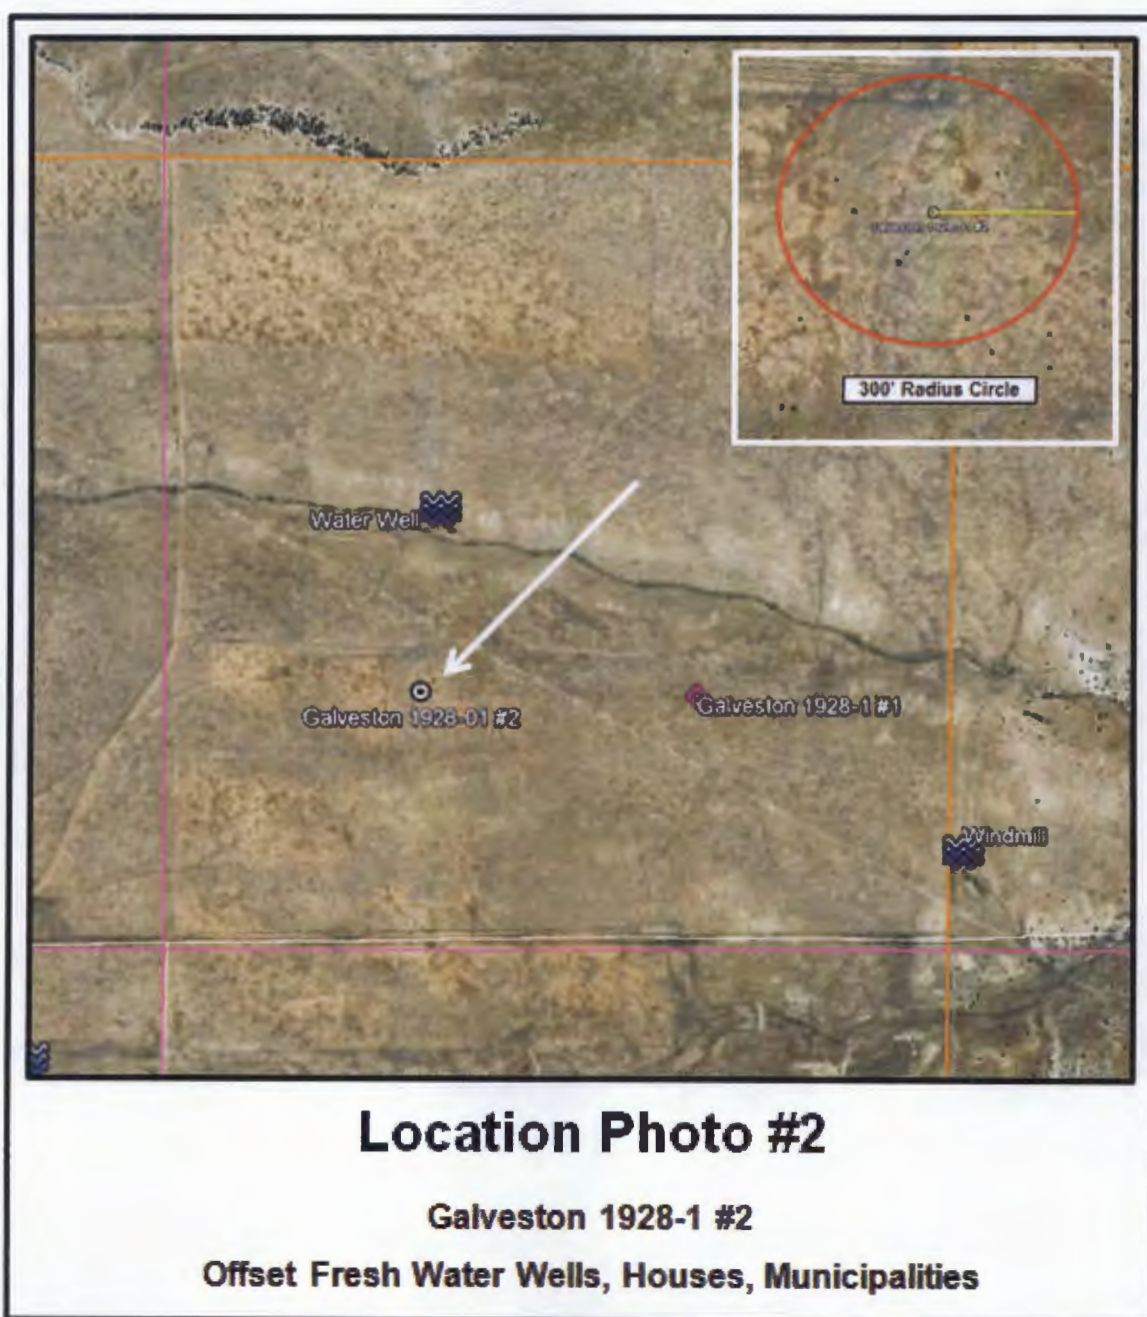 300' Radius Circle
Water Well
Galveston 1928-01 #2
Galveston 1928-1 #1
Windmill
Location Photo #2
Galveston 1928-1 #2
Offset Fresh Water Wells, Houses, Municipalities